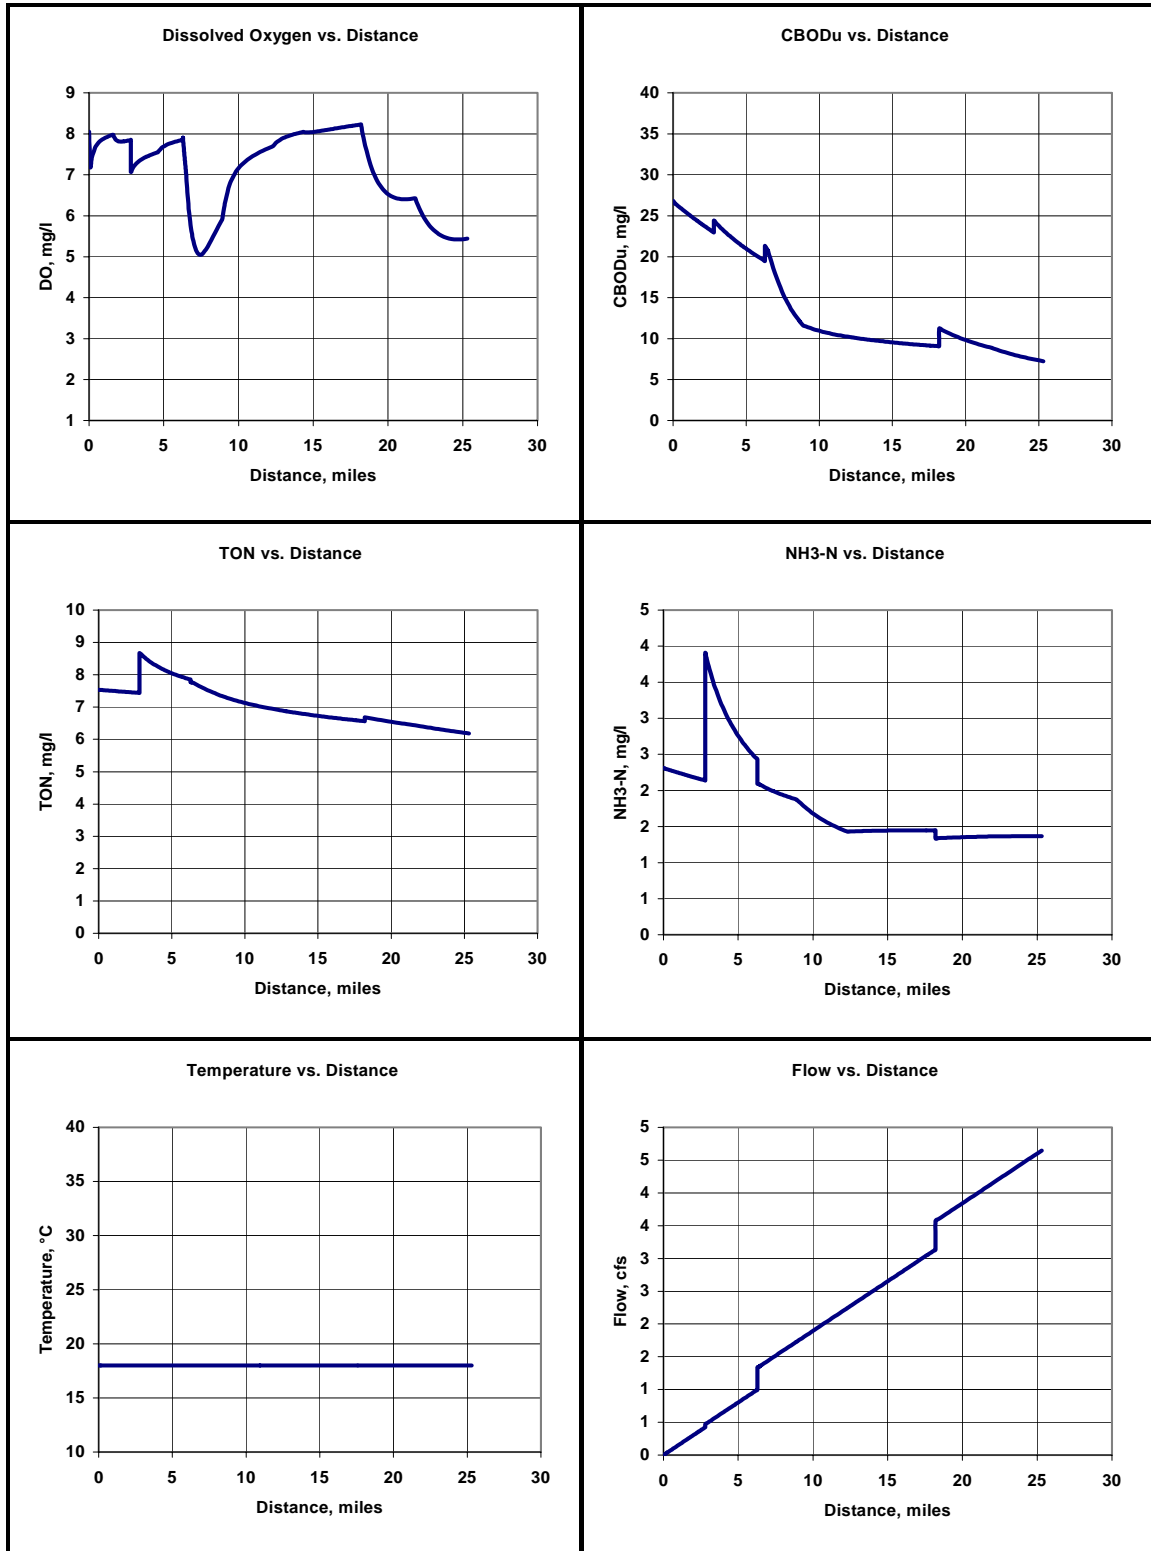 Dissolved Oxygen vs. Distance
DO, mg/l
9
8
7
6
5
4
3
2
1
0 5 10 15 20 25 30
Distance, miles
CBODu vs. Distance
CBODu, mg/l
40
35
30
25
20
15
10
5
0
0 5 10 15 20 25 30
Distance, miles
TON vs. Distance
TON, mg/l
10
9
8
7
6
5
4
3
2
1
0
0 5 10 15 20 25 30
Distance, miles
NH3-N vs. Distance
NH3-N, mg/l
5
4
4
3
3
2
2
1
1
0
0 5 10 15 20 25 30
Distance, miles
Temperature vs. Distance
Temperature, °C
40
35
30
25
20
15
10
0 5 10 15 20 25 30
Distance, miles
Flow vs. Distance
Flow, cfs
5
5
4
4
3
3
2
2
1
1
0
0 5 10 15 20 25 30
Distance, miles